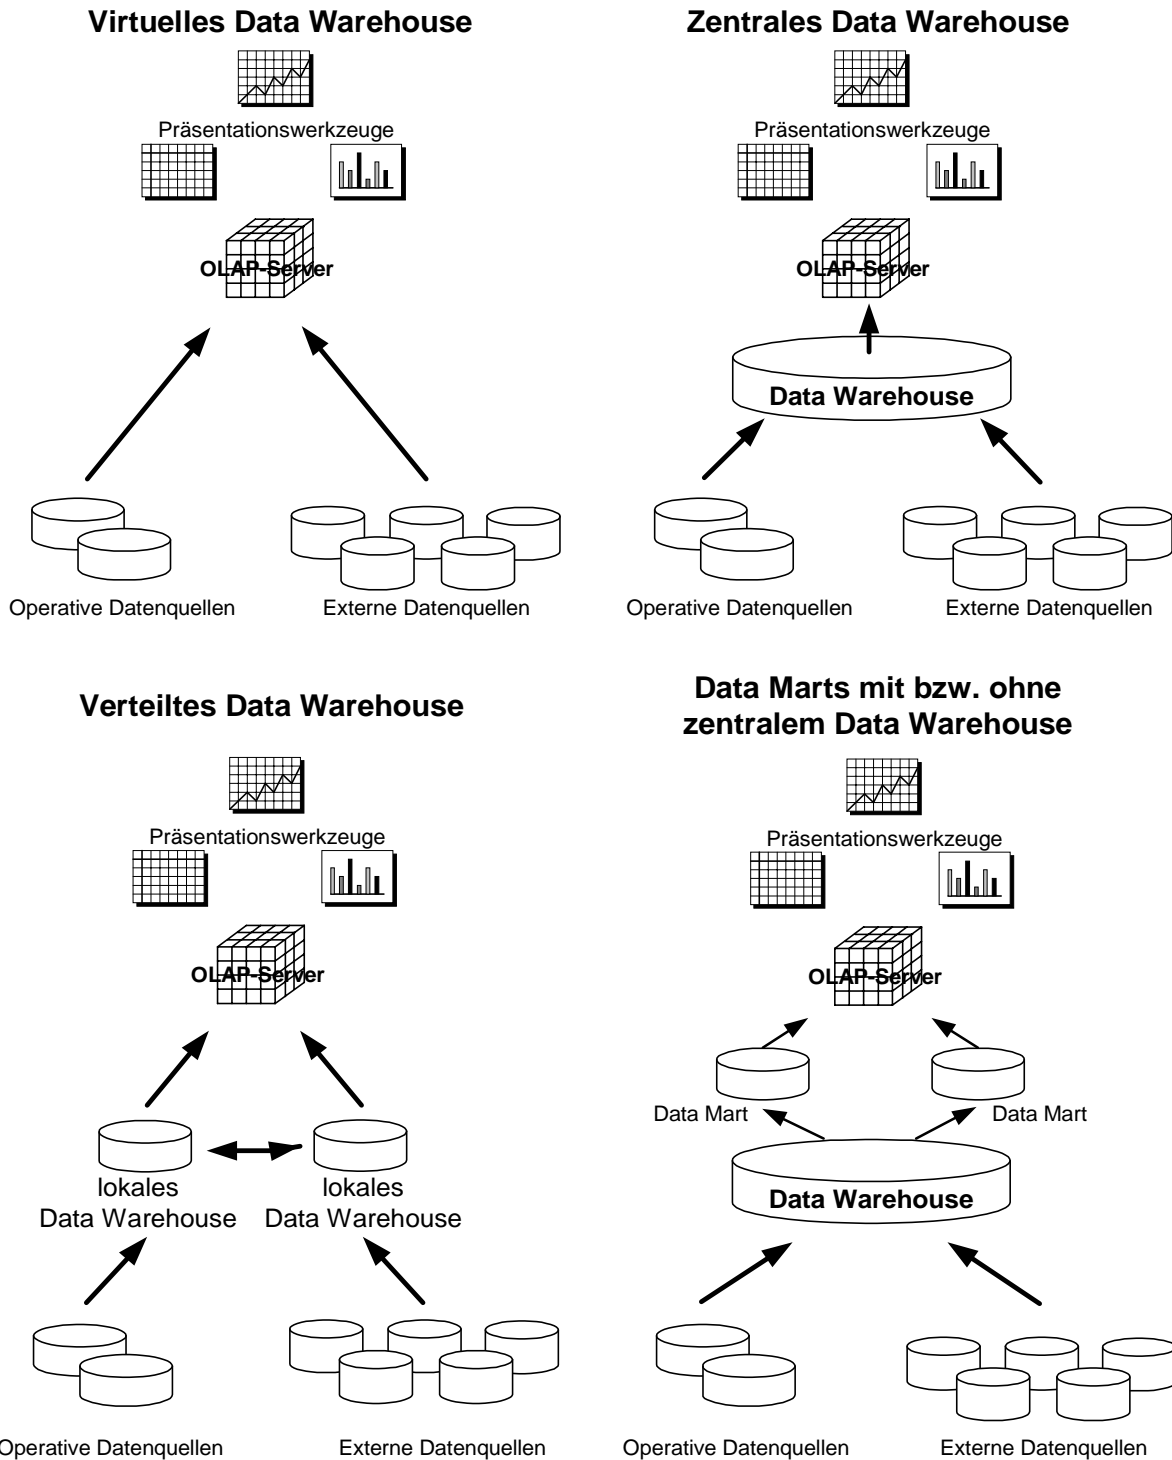 Virtuelles Data Warehouse
Präsentationswerkzeuge
OLAP-Server
Operative Datenquellen
Externe Datenquellen
Zentrales Data Warehouse
Präsentationswerkzeuge
OLAP-Server
Data Warehouse
Operative Datenquellen
Externe Datenquellen
Verteiltes Data Warehouse
Präsentationswerkzeuge
OLAP-Server
lokales
Data Warehouse
lokales
Data Warehouse
Operative Datenquellen
Externe Datenquellen
Data Marts mit bzw. ohne
zentralem Data Warehouse
Präsentationswerkzeuge
OLAP-Server
Data Mart
Data Mart
Data Warehouse
Operative Datenquellen
Externe Datenquellen